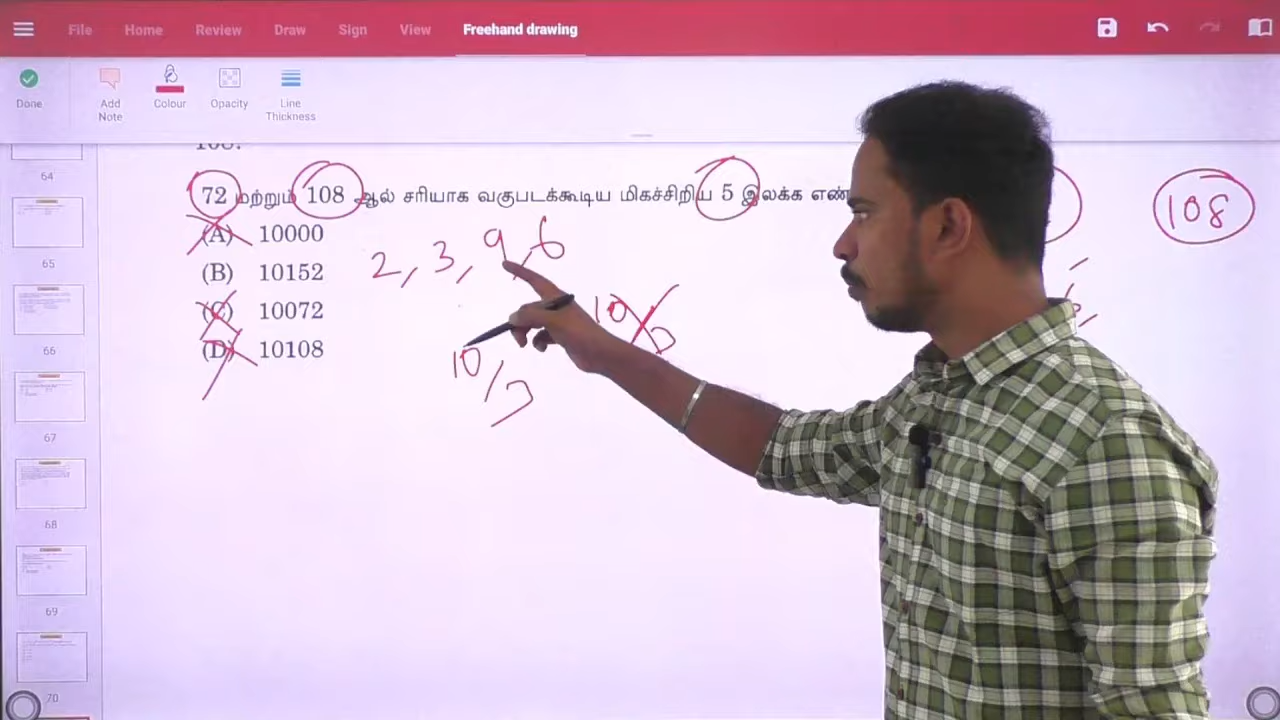 File Home Review Draw Sign View Freehand drawing
Done Add Note Colour Opacity Line Thickness
64
72 மற்றும் 108 ஆல் சரியாக வகுபடக்கூடிய மிகச்சிறிய 5 இலக்க
108
(A) 10000
2, 3, 9, 6
65
(B) 10152
(C) 10072
66
(D) 10108
10/3
67
68
69
70